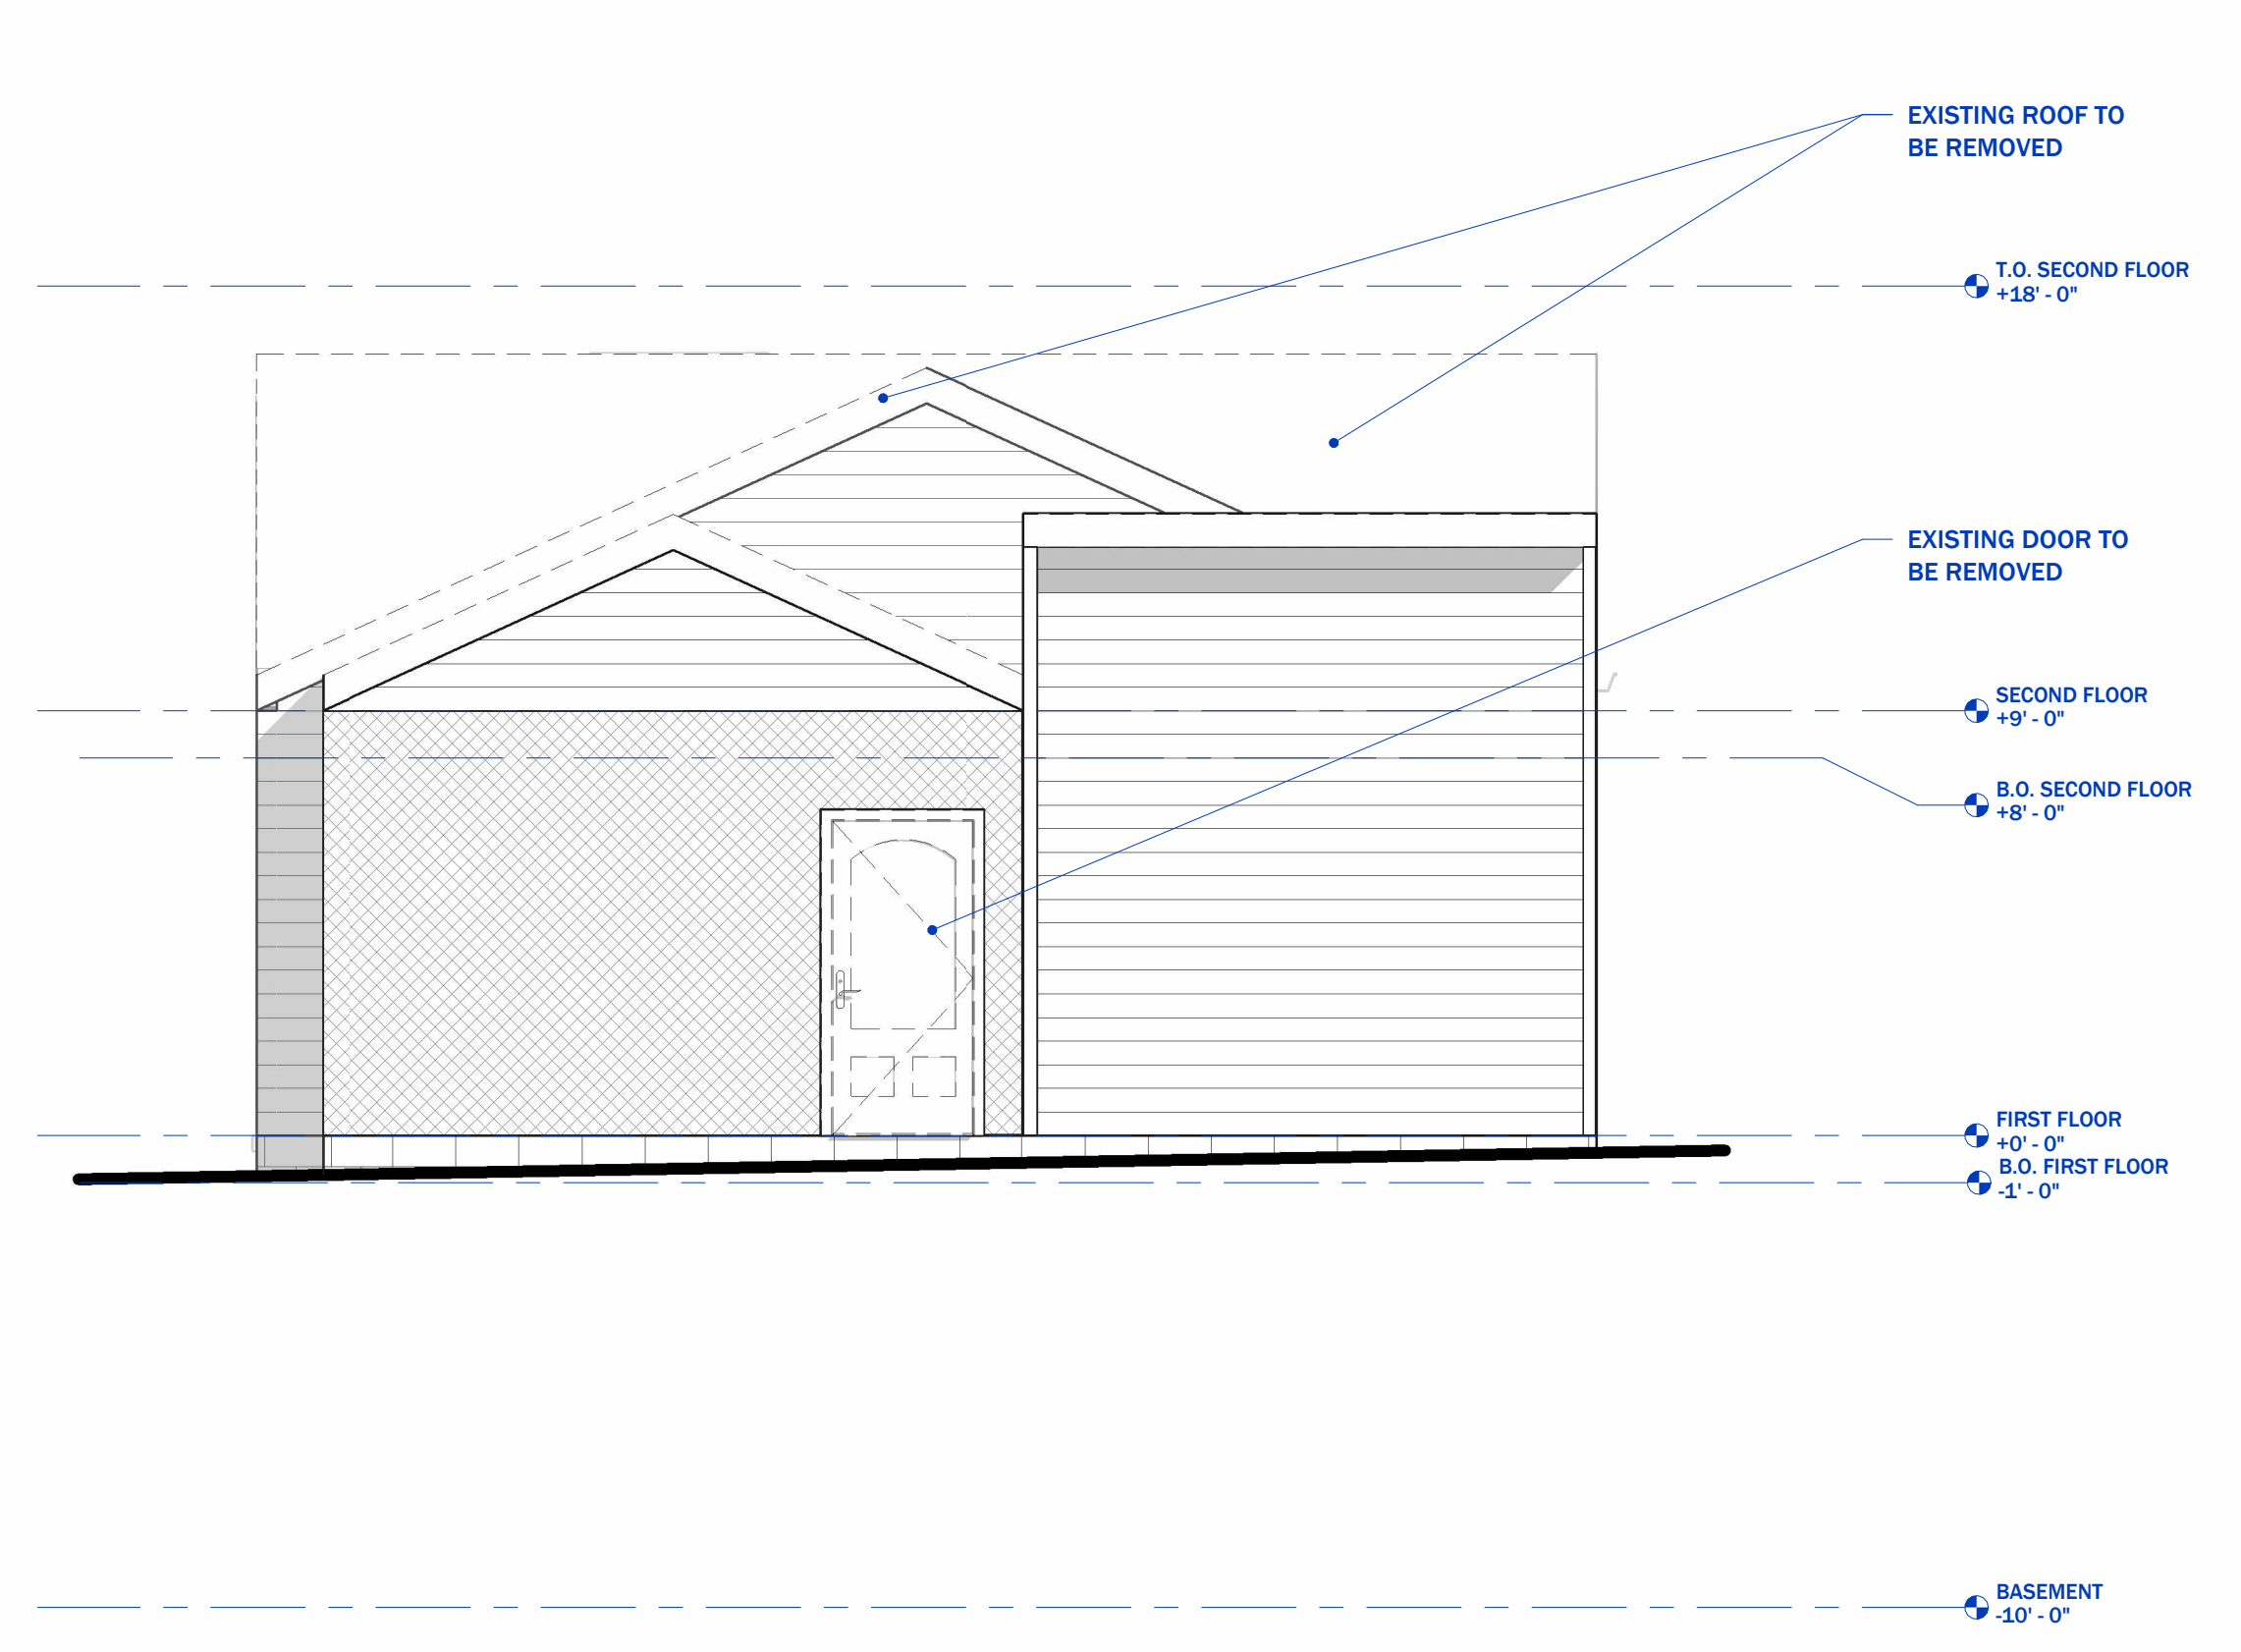 EXISTING ROOF TO
BE REMOVED
T.O. SECOND FLOOR
+18' - 0"
EXISTING DOOR TO
BE REMOVED
SECOND FLOOR
+9' - 0"
B.O. SECOND FLOOR
+8' - 0"
FIRST FLOOR
+0' - 0"
B.O. FIRST FLOOR
-1' - 0"
BASEMENT
-10' - 0"